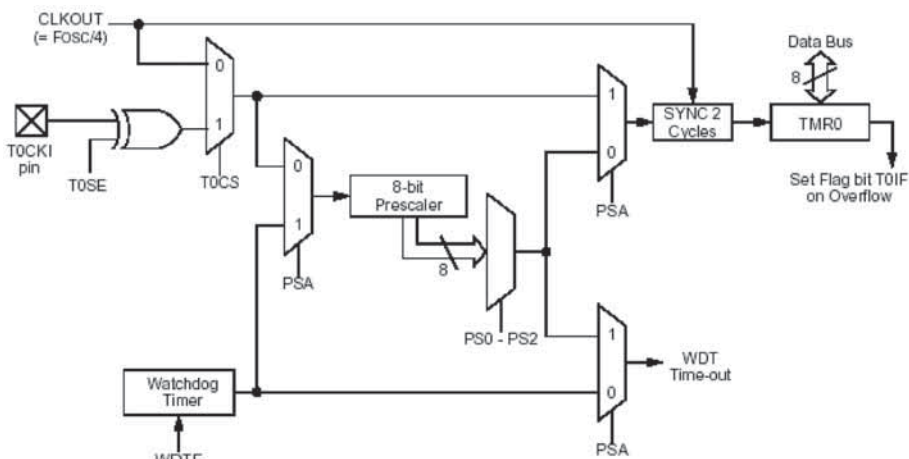 CLKOUT
(= FOSC/4)
Data Bus
8
0
1
1
0
SYNC 2
Cycles
TMR0
T0CKI
pin
T0SE
T0CS
0
1
8-bit
Prescaler
8
PSA
PSA
Set Flag bit T0IF
on Overflow
PS0 - PS2
1
0
WDT
Time-out
Watchdog
Timer
PSA